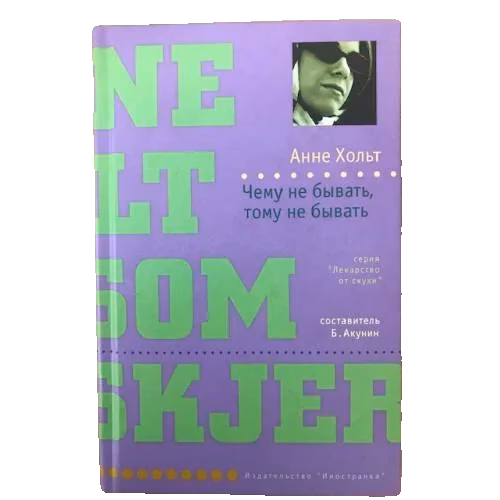 NE
LT
SOM
SKJER
Анне Хольт
Чему не бывать,
тому не бывать
серия
"Лекарство
от скуки"
составитель
Б. Акунин
Издательство "Иностранка"